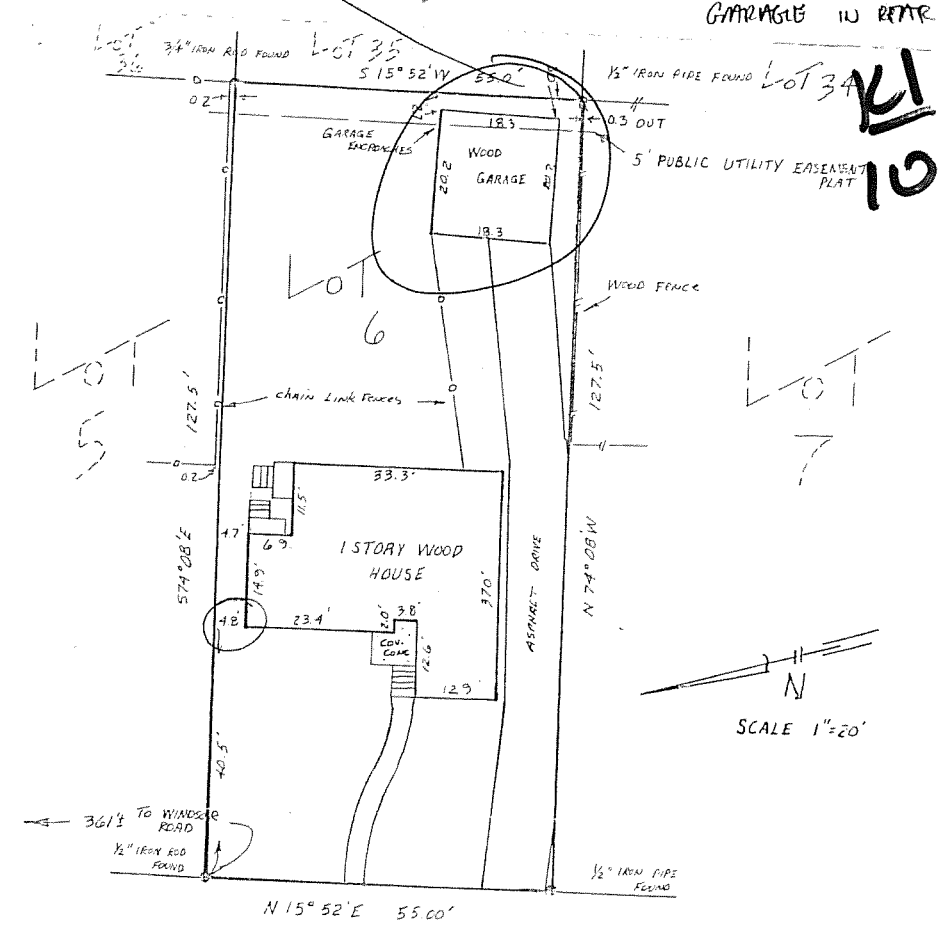 GARAGLE IN REAR
K1
10
LOT 36
3/4" IRON ROD FOUND
LOT 35
S 15° 52' W 55.0'
1/2" IRON PIPE FOUND
LOT 34
0.2
0.3 OUT
GARAGE
ENCROACHES
18.3
WOOD
GARAGE
20.2
18.3
5' PUBLIC UTILITY EASEMENT
PLAT
LOT
6
WOOD FENCE
LOT
5
LOT
7
127.5'
CHAIN LINK FENCES
127.5'
0.2
33.3'
11.5'
4.7'
6.9
1 STORY WOOD
HOUSE
14.9'
37.0'
S 74° 08' E
ASPHALT DRIVE
N 74° 08' W
4.8'
23.4'
2.0'
3.8'
COV.
CONC
12.6'
12.9'
N
SCALE 1"=20'
40.5'
361'± TO WINDSOR
ROAD
1/2" IRON ROD
FOUND
1/2" IRON PIPE
FOUND
N 15° 52' E 55.00'